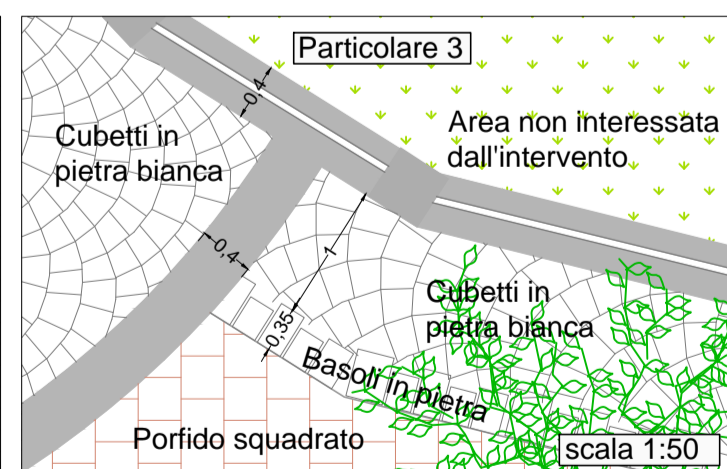 Particolare 3
Cubetti in
pietra bianca
0,4
Area non interessata
dall'intervento
0,4
1
0,35
Cubetti in
pietra bianca
Basoli in pietra
Porfido squadrato
scala 1:50